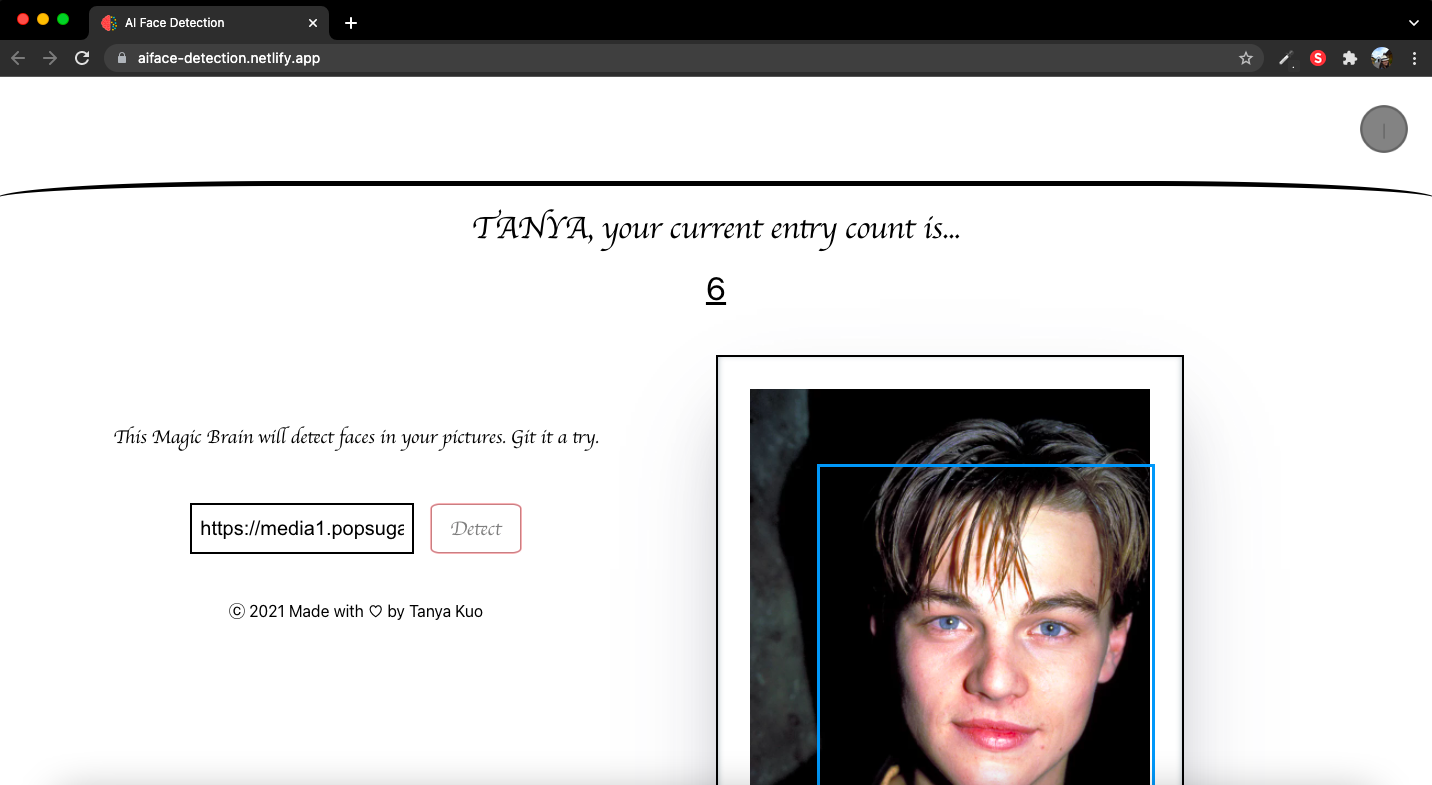 AI Face Detection
aiface-detection.netlify.app
TANYA, your current entry count is...
6
This Magic Brain will detect faces in your pictures. Git it a try.
https://media1.popsuga
Detect
© 2021 Made with ♡ by Tanya Kuo